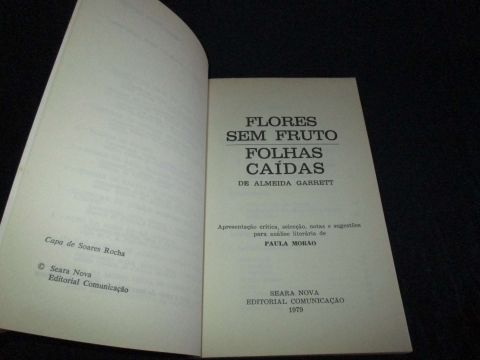 Capa de Soares Rocha
© Seara Nova
Editorial Comunicação
FLORES
SEM FRUTO
FOLHAS
CAÍDAS
DE ALMEIDA GARRETT
Apresentação crítica, selecção, notas e sugestões
para análise literária de
PAULA MORÃO
SEARA NOVA
EDITORIAL COMUNICAÇÃO
1979